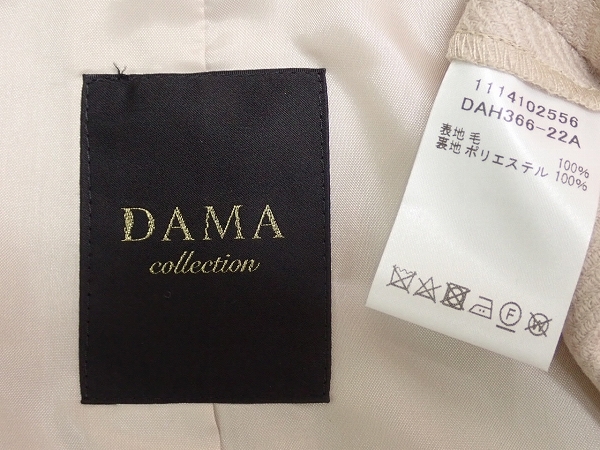 DAMA
collection
1114102556
DAH366-22A
表地 毛 100%
裏地 ポリエステル 100%
F
W